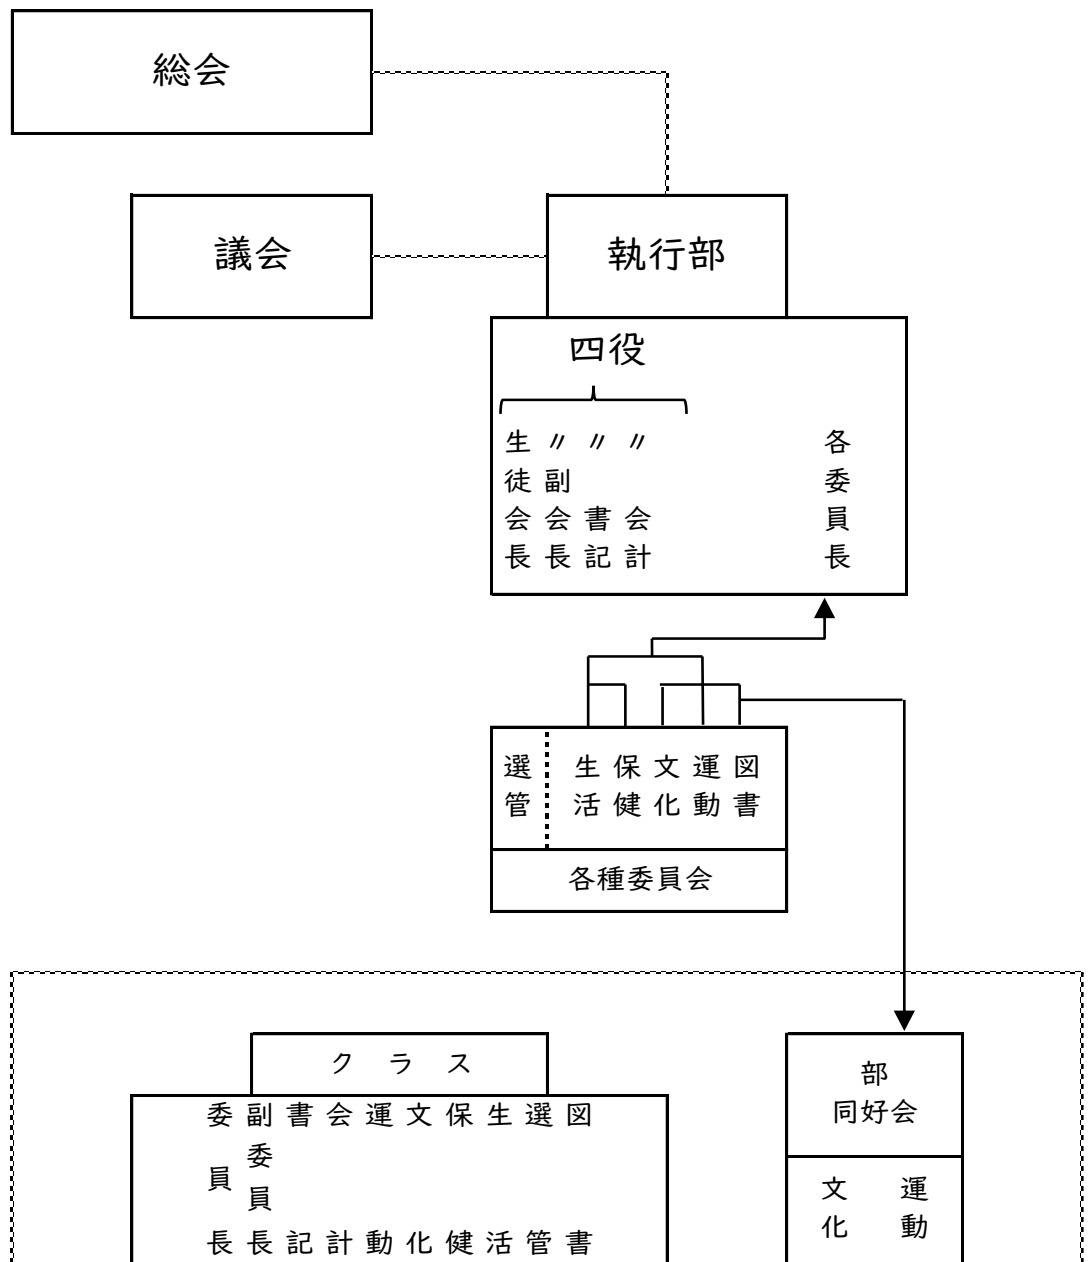 総会
議会
執行部
四役
生徒会長
〃副会長
〃書記
〃会計
各委員長
選管
生活
保健
文化
運動
図書
各種委員会
クラス
委員長
副委員長
書記
会計
運動
文化
保健
生活
選管
図書
部
同好会
文化
運動